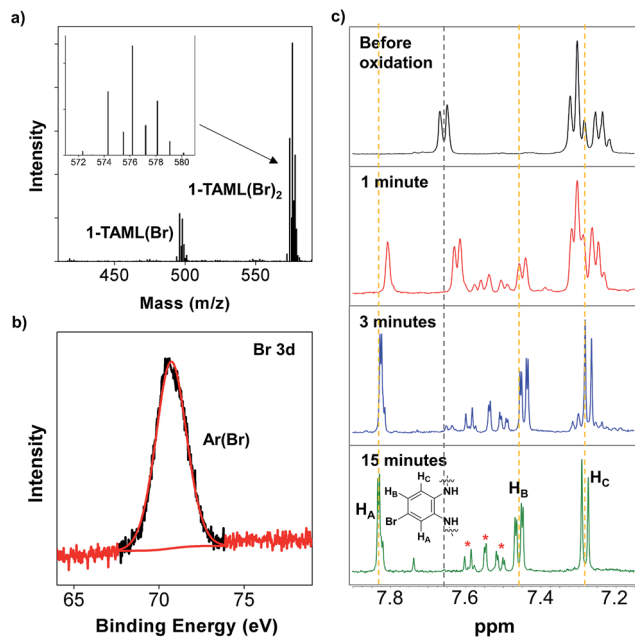 a)
Intensity
572 574 576 578 580
1-TAML(Br)2
1-TAML(Br)
450 500 550
Mass (m/z)
b)
Intensity
Br 3d
Ar(Br)
65 70 75
Binding Energy (eV)
c)
Before
oxidation
1 minute
3 minutes
15 minutes
HA
HC
HB
Br
HA
NH
NH
* * *
HB
HC
7.8 7.6 7.4 7.2
ppm